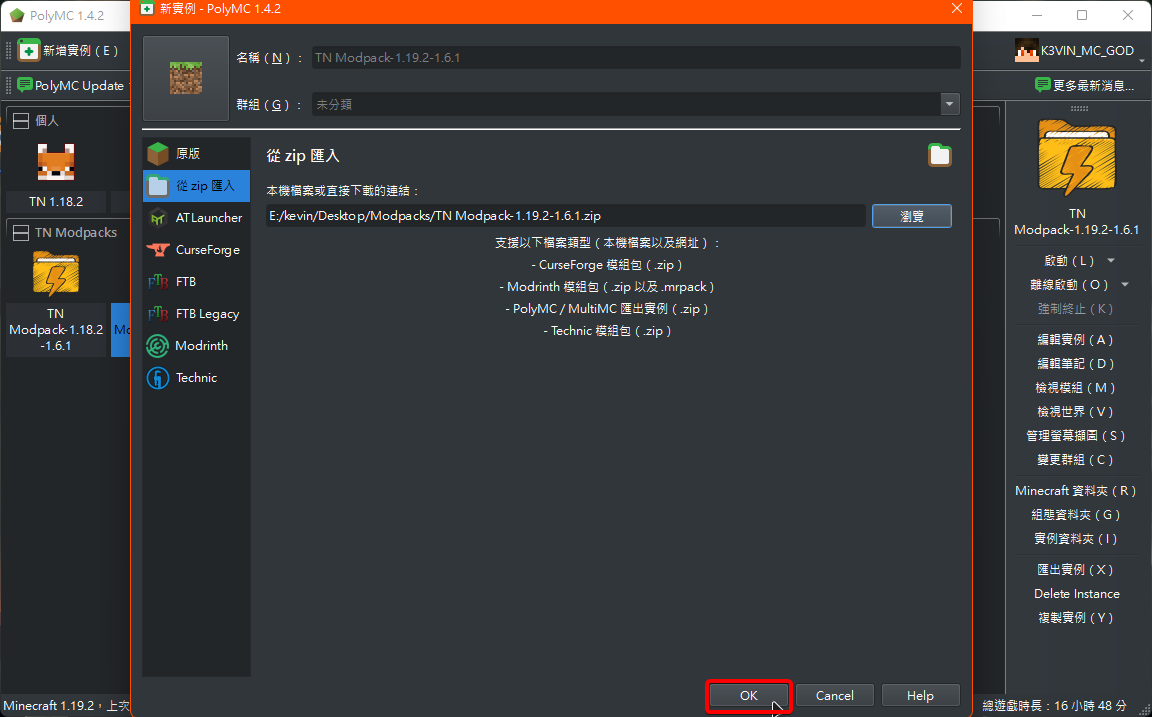 PolyMC 1.4.2
新實例 - PolyMC 1.4.2
新增實例 ( E )
K3VIN_MC_GOD
PolyMC Update
更多最新消息...
名稱 ( N ) ：
TN Modpack-1.19.2-1.6.1
群組 ( G ) ：
未分類
個人
TN 1.18.2
TN Modpacks
TN
Modpack-1.18.2
-1.6.1
Mo
原版
從 zip 匯入
ATLauncher
CurseForge
FTB
FTB Legacy
Modrinth
Technic
從 zip 匯入
本機檔案或直接下載的連結：
E:/kevin/Desktop/Modpacks/TN Modpack-1.19.2-1.6.1.zip
瀏覽
支援以下檔案類型 ( 本機檔案以及網址 ) ：
- CurseForge 模組包 ( .zip )
- Modrinth 模組包 ( .zip 以及 .mrpack )
- PolyMC / MultiMC 匯出實例 ( .zip )
- Technic 模組包 ( .zip )
OK
Cancel
Help
TN
Modpack-1.19.2-1.6.1
啟動 ( L )
離線啟動 ( O )
強制終止 ( K )
編輯實例 ( A )
編輯筆記 ( D )
檢視模組 ( M )
檢視世界 ( V )
管理螢幕擷圖 ( S )
變更群組 ( C )
Minecraft 資料夾 ( R )
組態資料夾 ( G )
實例資料夾 ( I )
匯出實例 ( X )
Delete Instance
複製實例 ( Y )
Minecraft 1.19.2，上次
總遊戲時長：16 小時 48 分